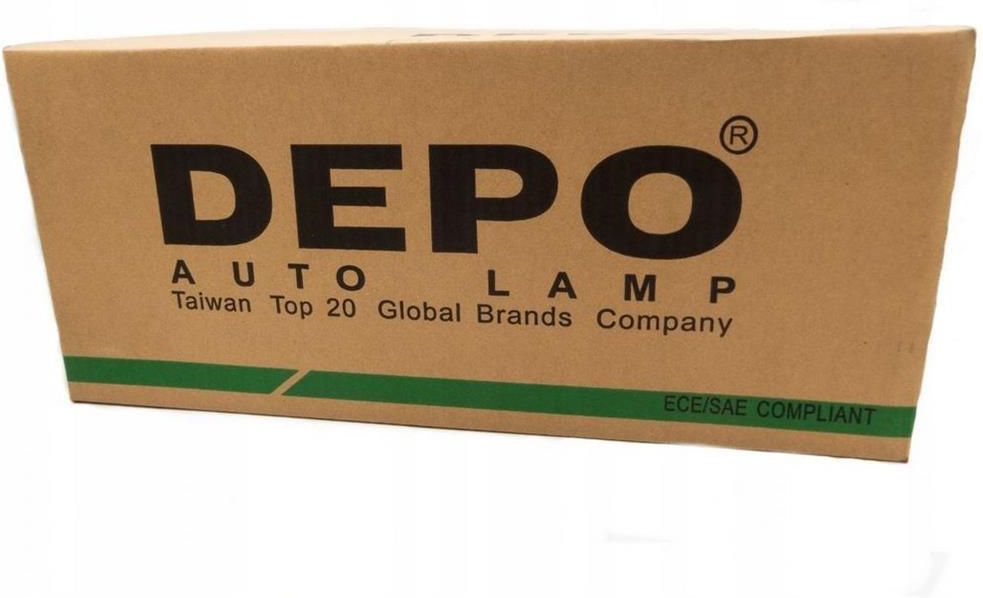 DEPO®
AUTO LAMP
Taiwan Top 20 Global Brands Company
ECE/SAE COMPLIANT